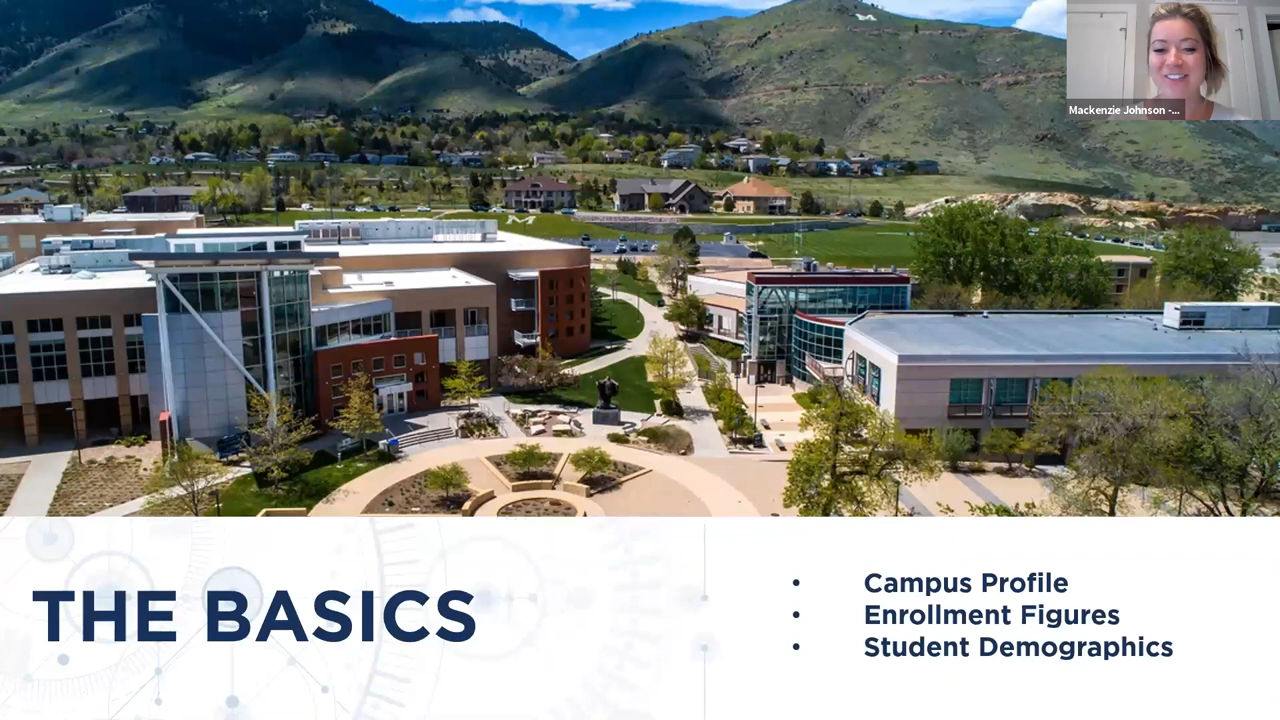 Mackenzie Johnson -...
M
M
THE BASICS
• Campus Profile
• Enrollment Figures
• Student Demographics